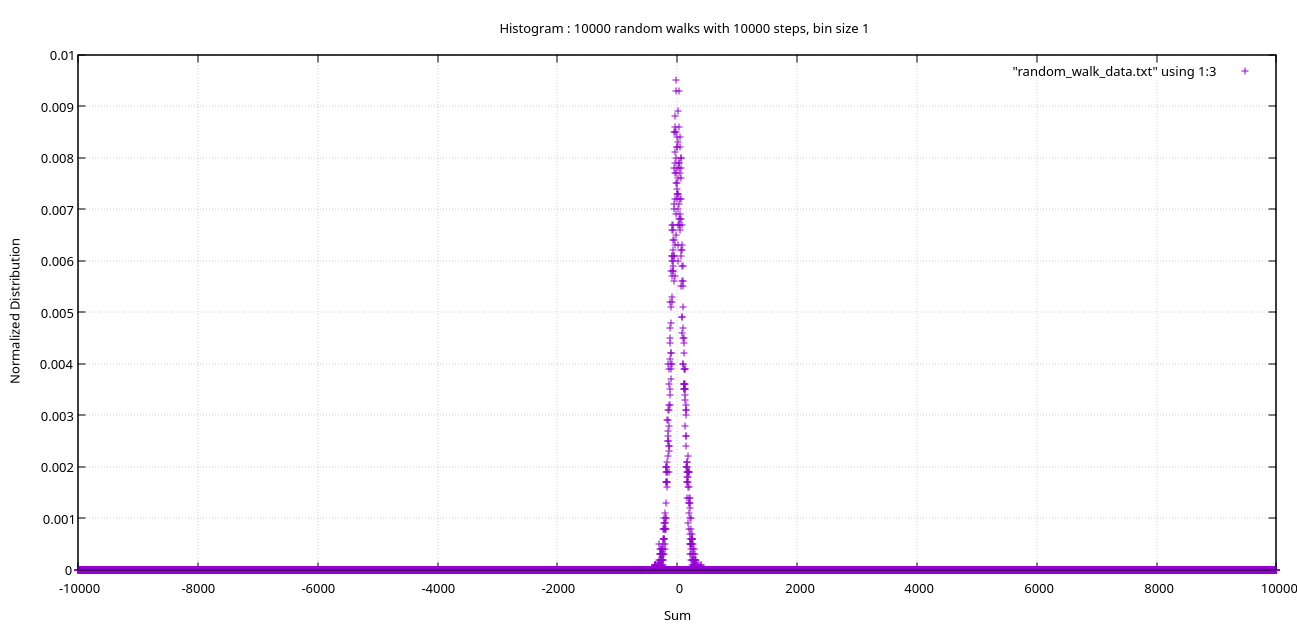 Histogram : 10000 random walks with 10000 steps, bin size 1
"random_walk_data.txt" using 1:3
0.01
0.009
0.008
0.007
0.006
0.005
0.004
0.003
0.002
0.001
0
Normalized Distribution
-10000 -8000 -6000 -4000 -2000 0 2000 4000 6000 8000 10000
Sum